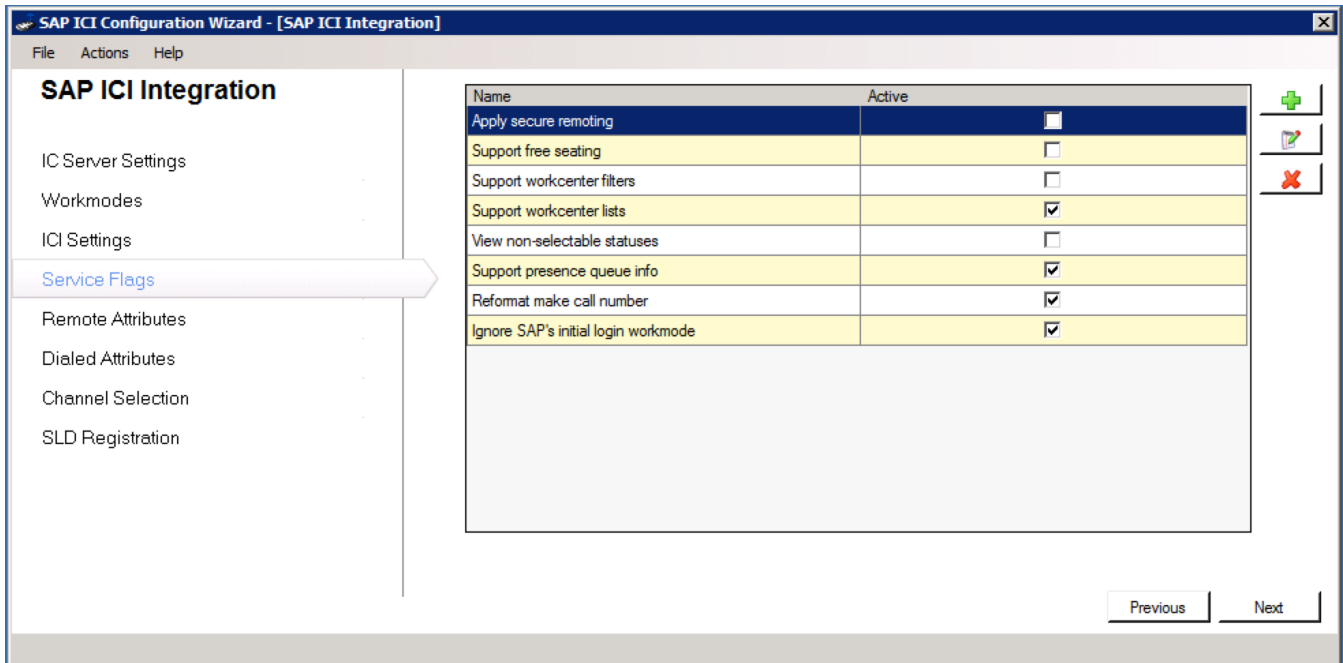 SAP ICI Configuration Wizard - [SAP ICI Integration]
File Actions Help
SAP ICI Integration
IC Server Settings
Workmodes
ICI Settings
Service Flags
Remote Attributes
Dialed Attributes
Channel Selection
SLD Registration
Name Active
Apply secure remoting
Support free seating
Support workcenter filters
Support workcenter lists
View non-selectable statuses
Support presence queue info
Reformat make call number
Ignore SAP's initial login workmode
Previous Next